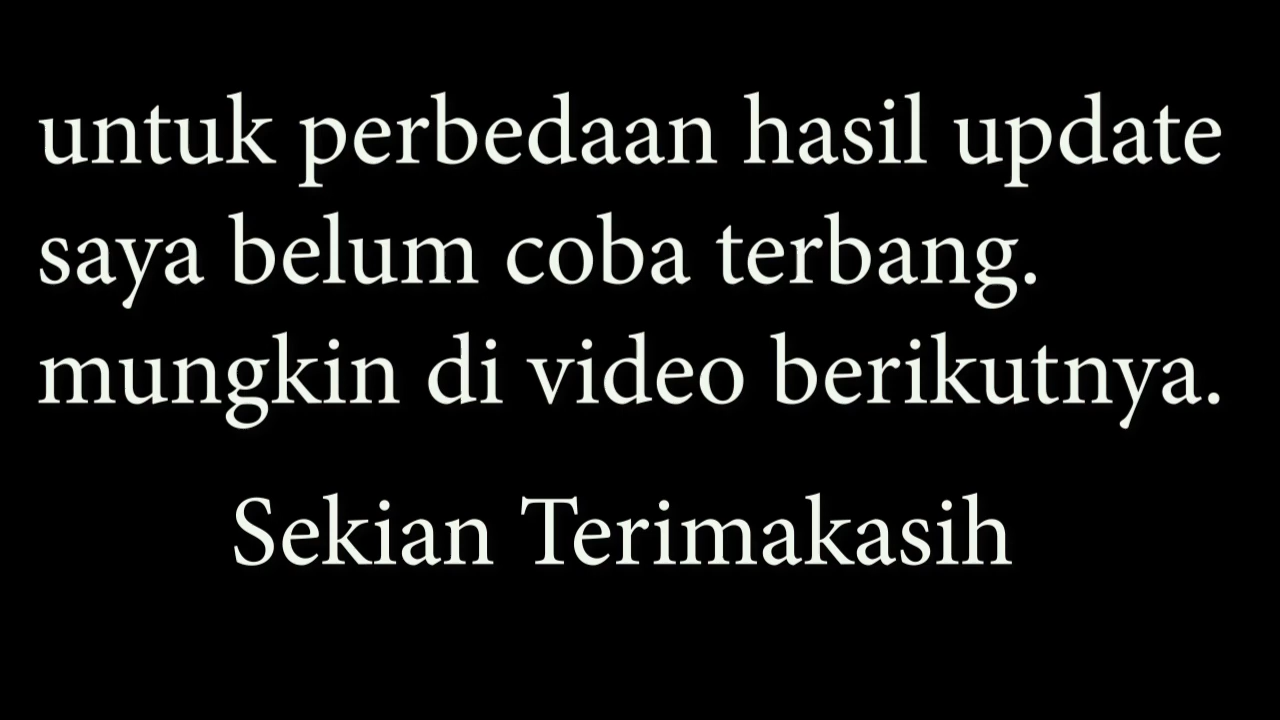 untuk perbedaan hasil update
saya belum coba terbang.
mungkin di video berikutnya.
Sekian Terimakasih